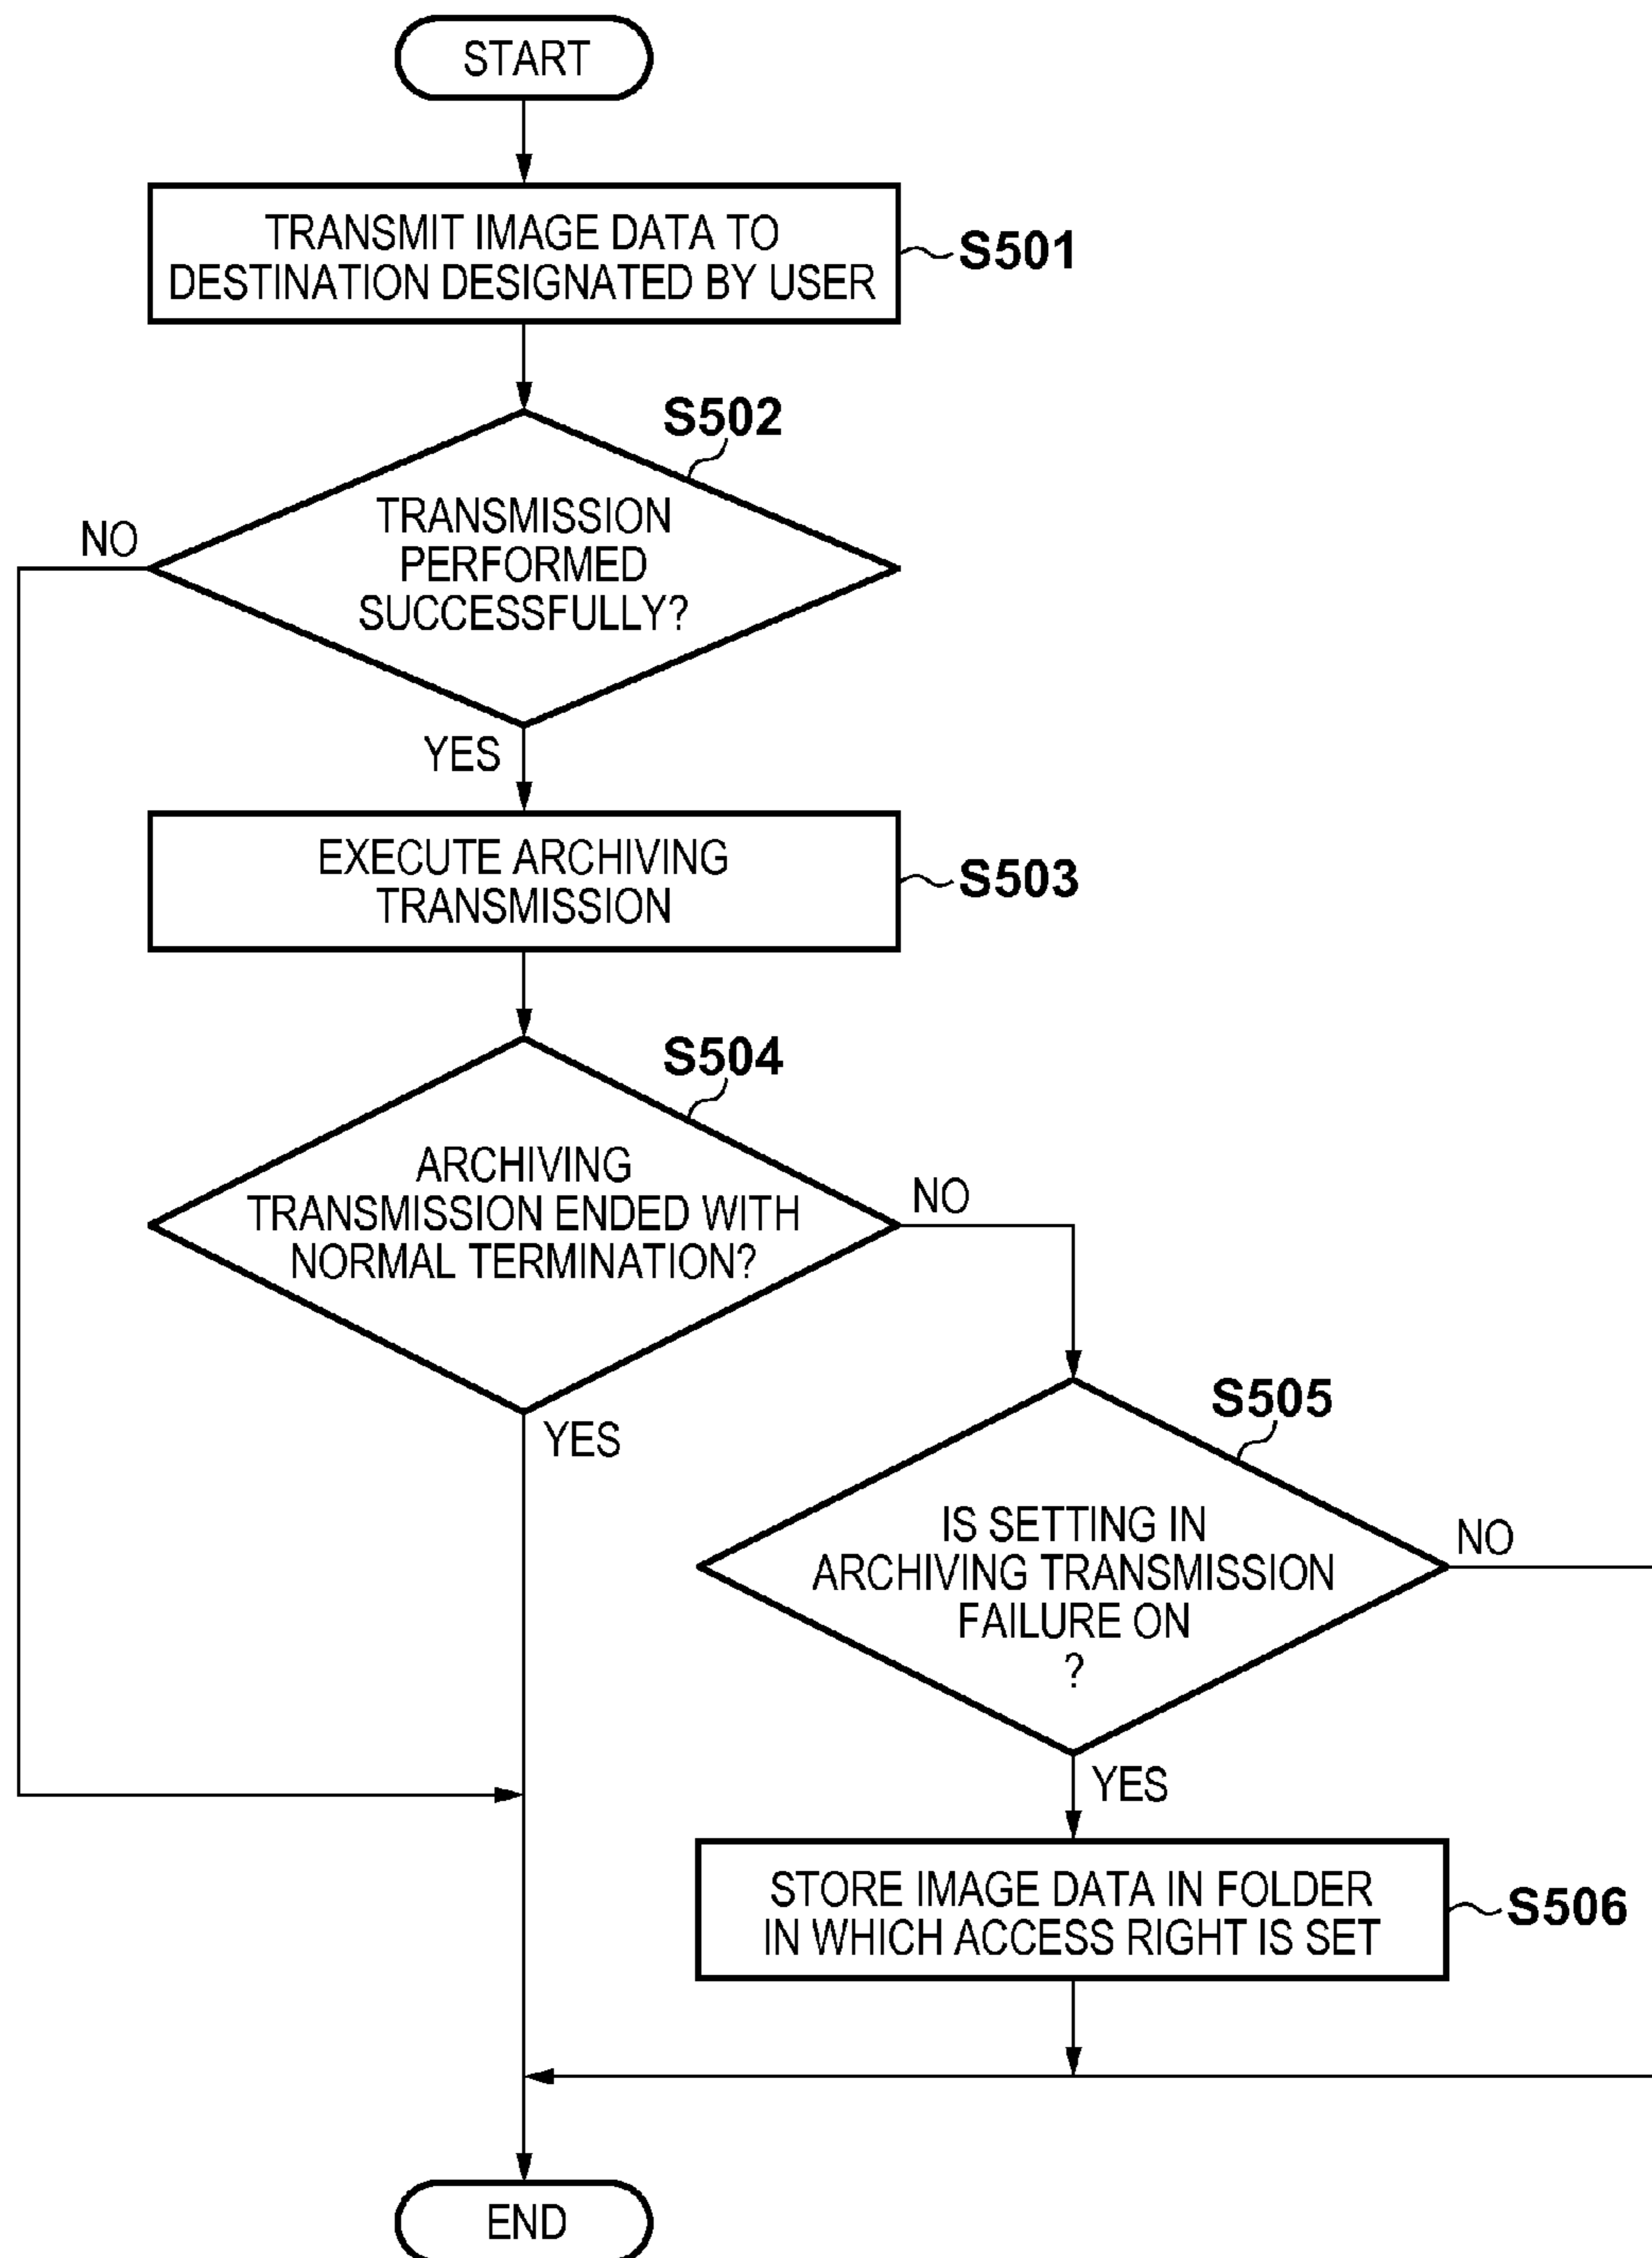 START
TRANSMIT IMAGE DATA TO
DESTINATION DESIGNATED BY USER
S501
S502
TRANSMISSION
PERFORMED
SUCCESSFULLY?
NO
YES
EXECUTE ARCHIVING
TRANSMISSION
S503
S504
ARCHIVING
TRANSMISSION ENDED WITH
NORMAL TERMINATION?
NO
YES
S505
IS SETTING IN
ARCHIVING TRANSMISSION
FAILURE ON
?
NO
YES
STORE IMAGE DATA IN FOLDER
IN WHICH ACCESS RIGHT IS SET
S506
END